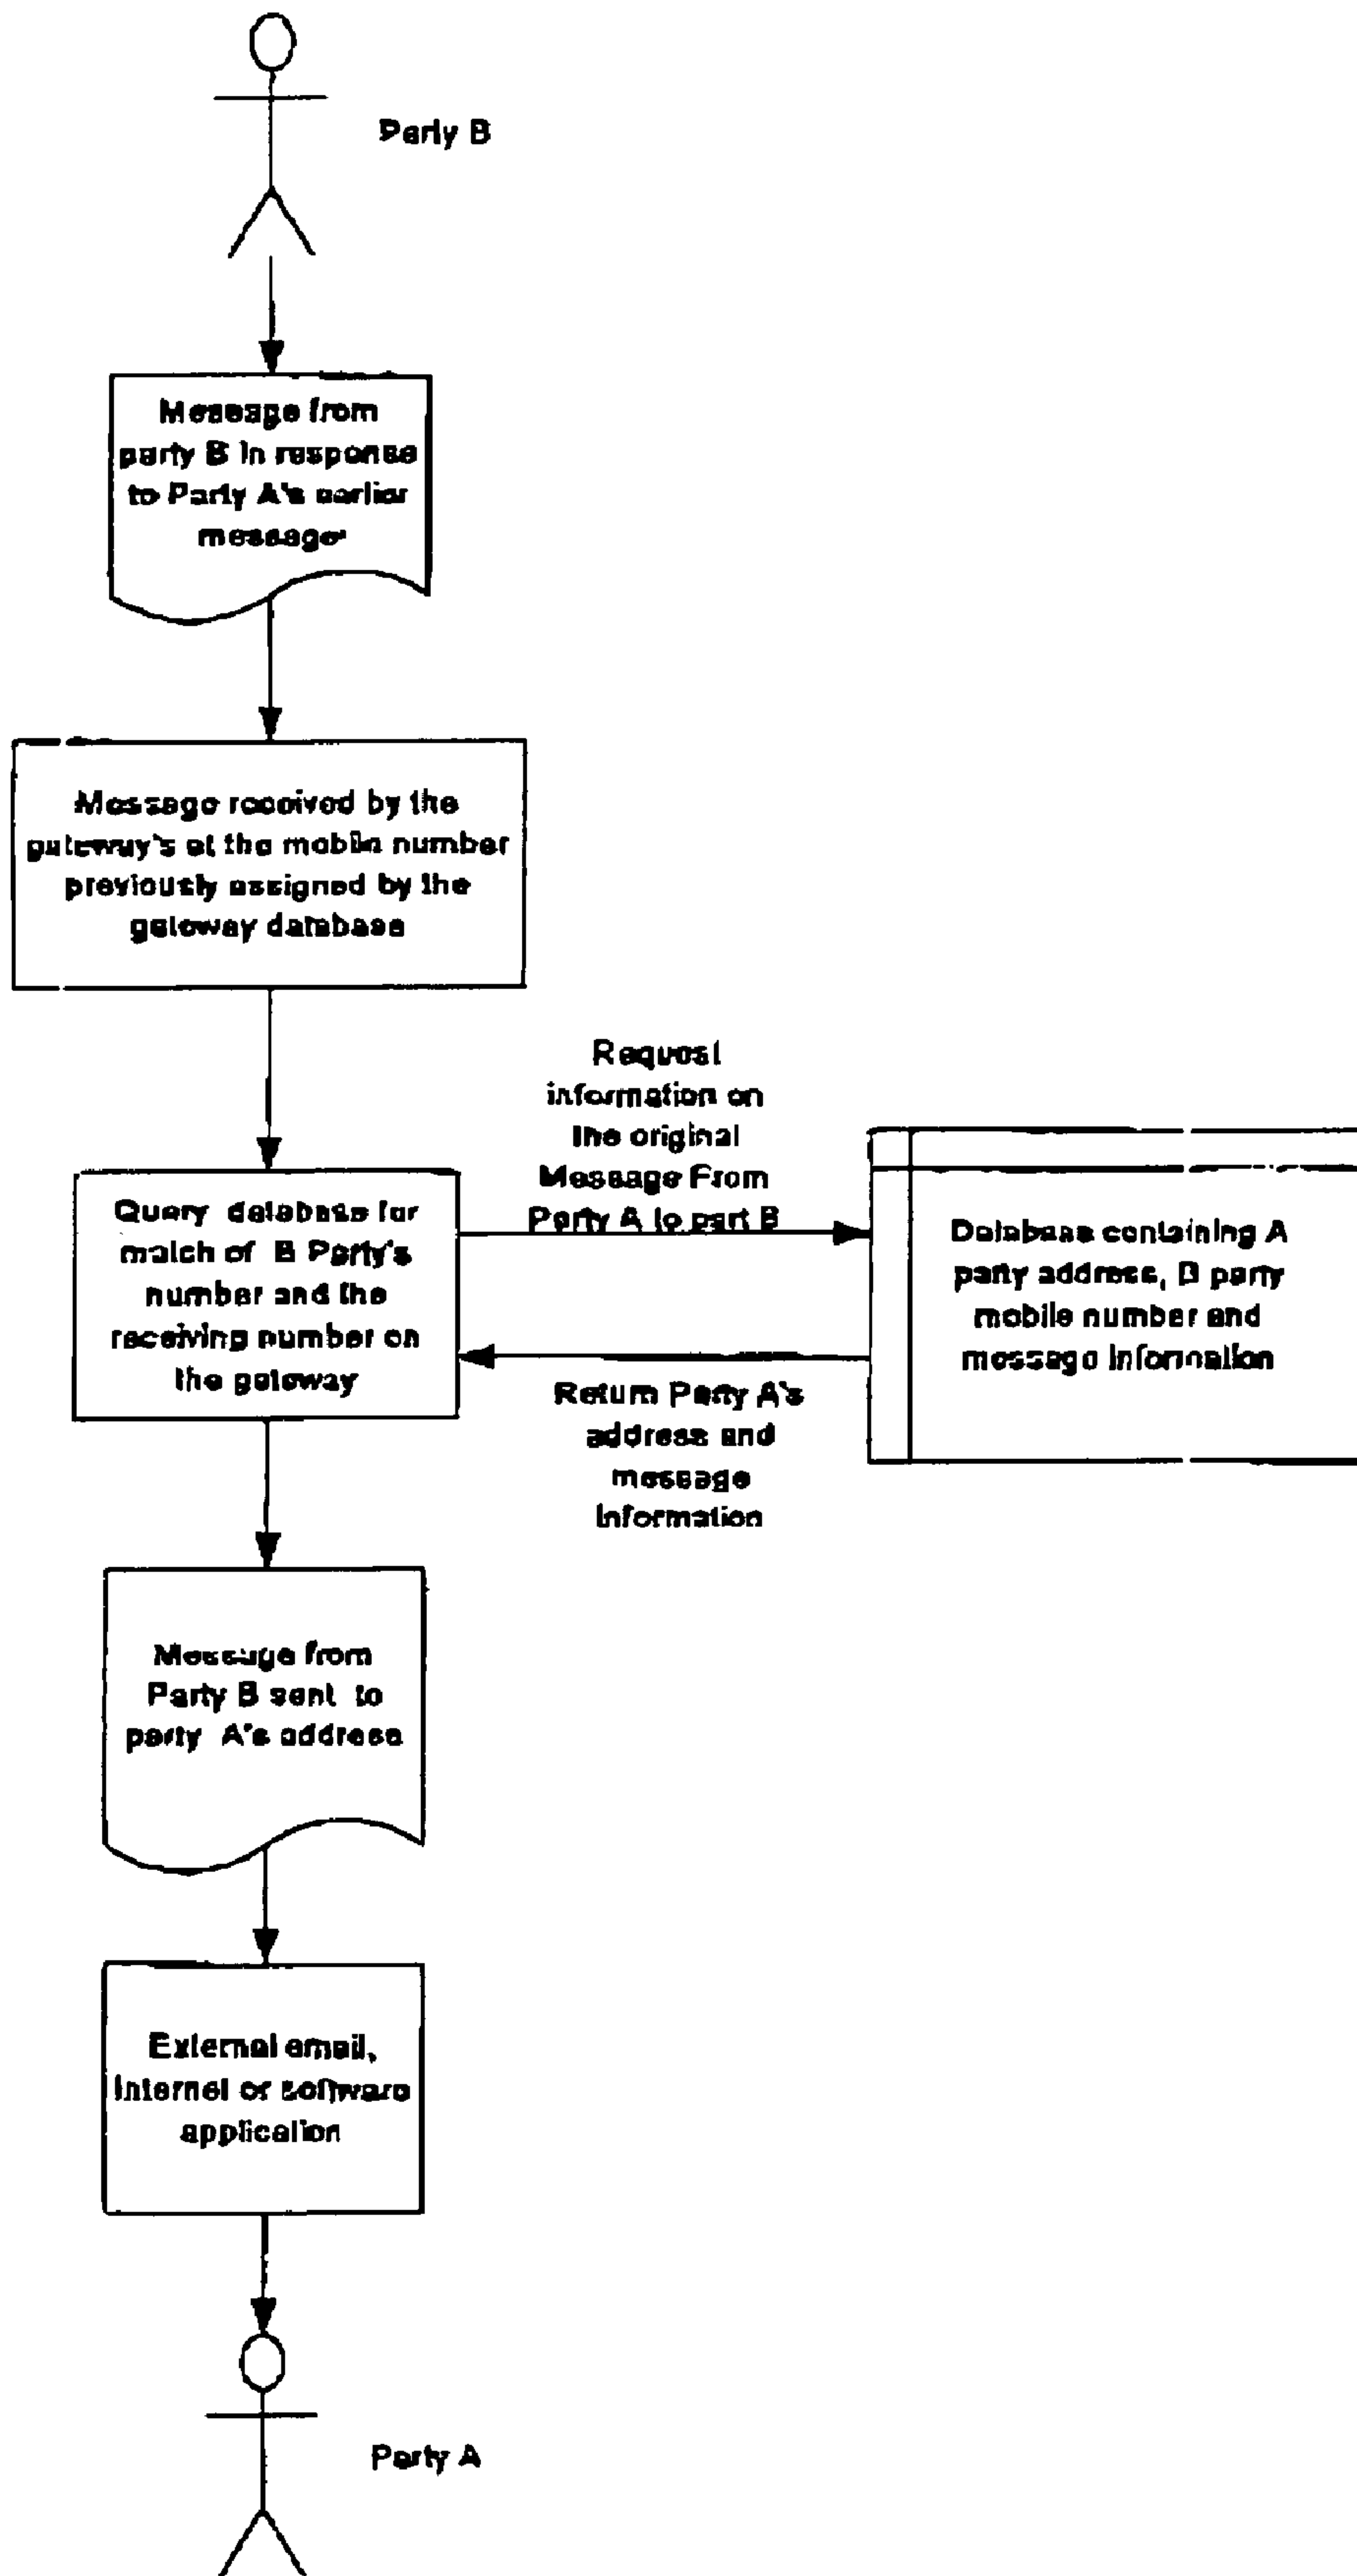 Party B
Message from
party B in response
to Party A's earlier
message
Message received by the
gateway's at the mobile number
previously assigned by the
gateway database
Request
information on
the original
Message From
Party A to part B
Query database for
match of B Party's
number and the
receiving number on
the gateway
Database containing A
party address, B party
mobile number and
message information
Return Party A's
address and
message
information
Message from
Party B sent to
party A's address
External email,
internet or software
application
Party A